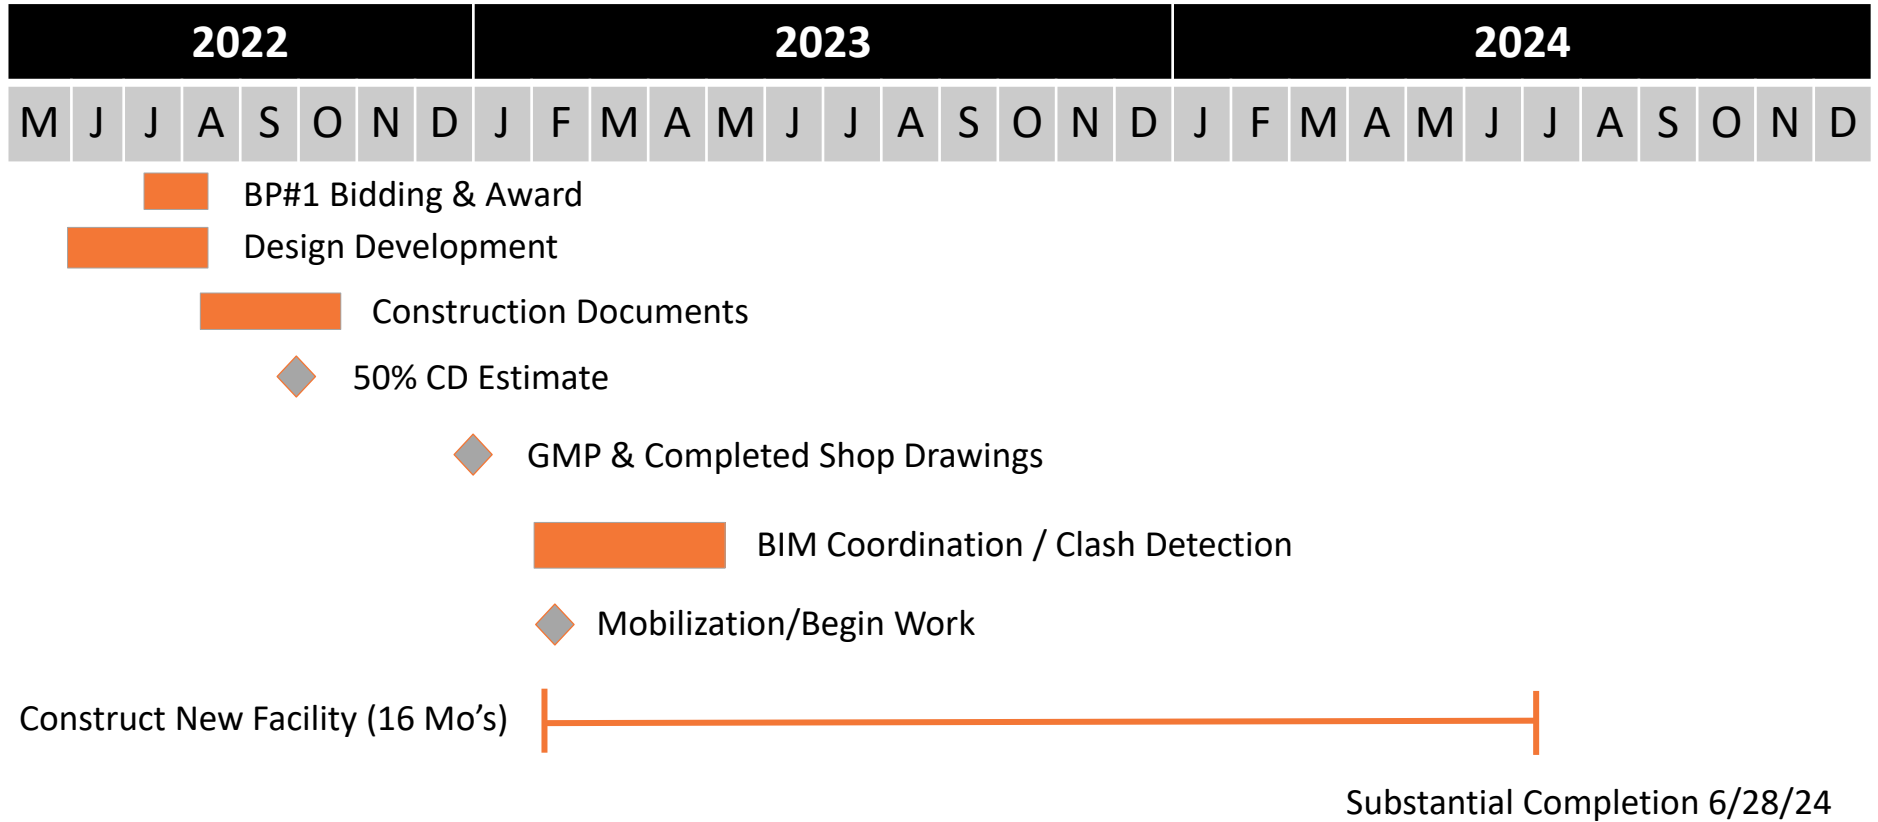 2022 2023 2024
M J J A S O N D J F M A M J J A S O N D J F M A M J J A S O N D
BP#1 Bidding & Award
Design Development
Construction Documents
50% CD Estimate
GMP & Completed Shop Drawings
BIM Coordination / Clash Detection
Mobilization/Begin Work
Construct New Facility (16 Mo’s)
Substantial Completion 6/28/24